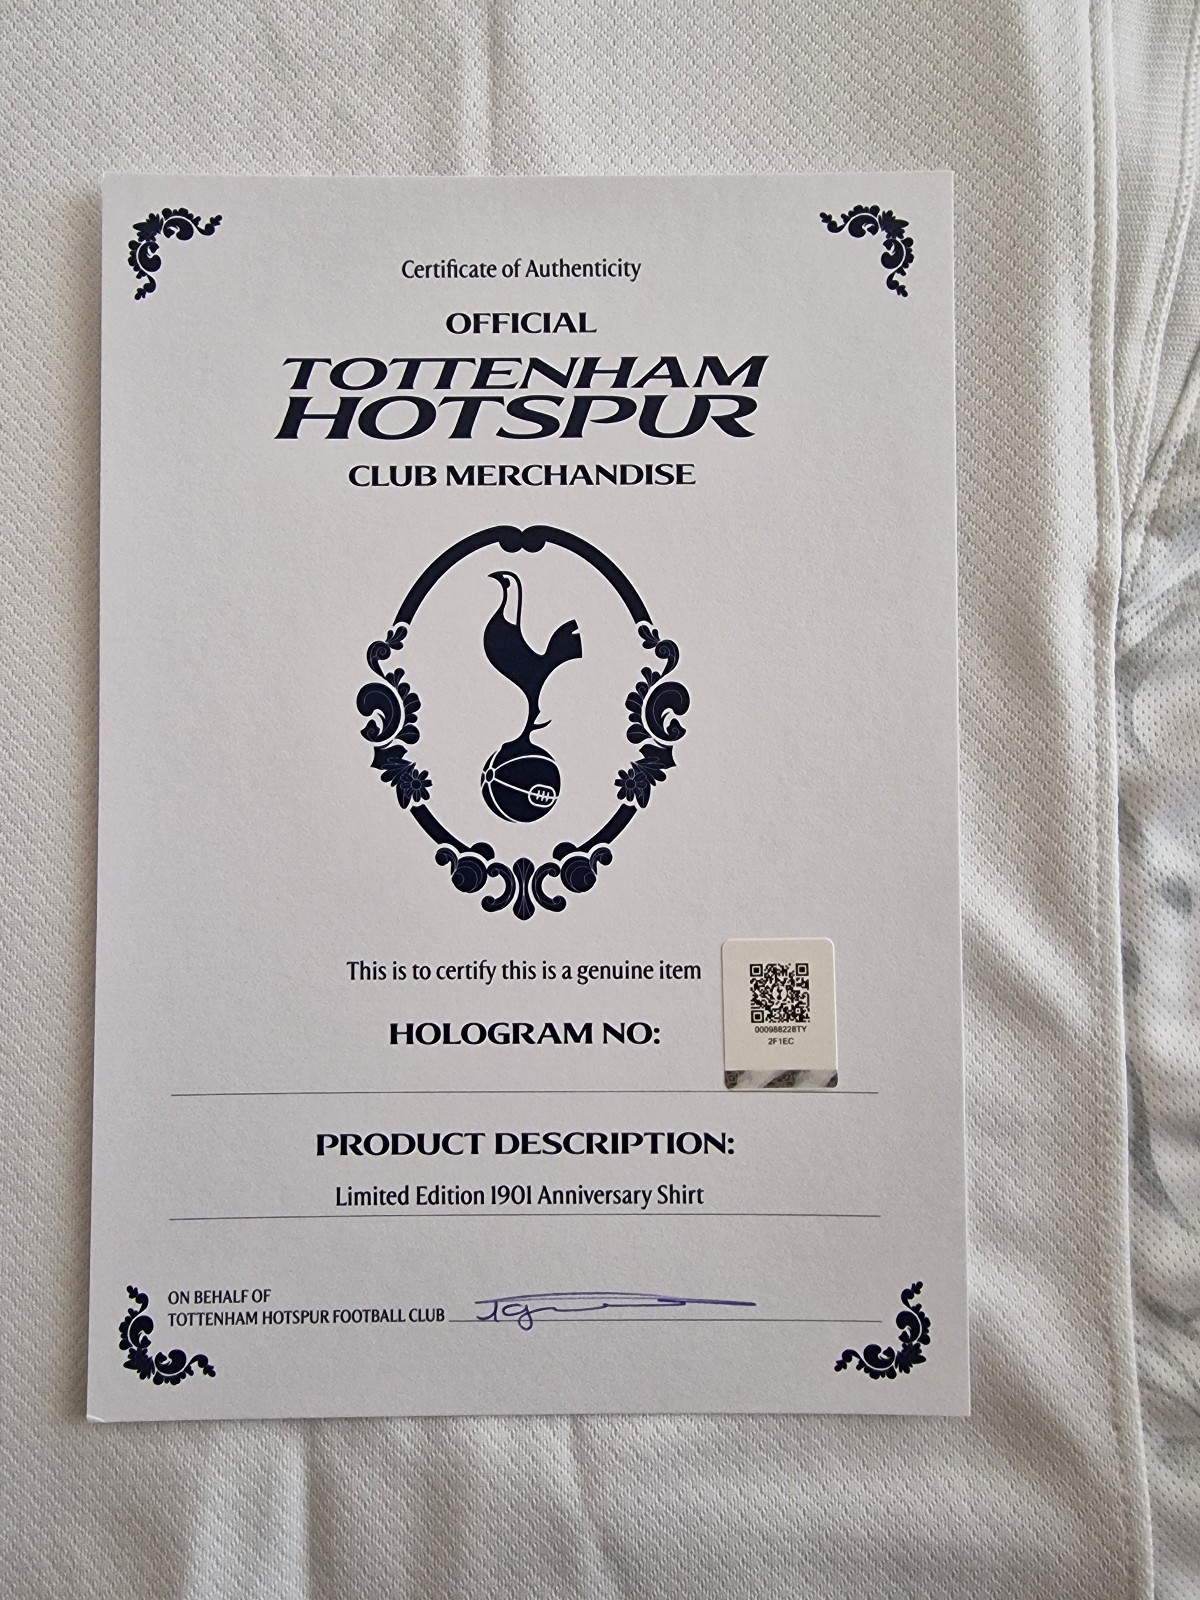 Certificate of Authenticity
OFFICIAL
TOTTENHAM
HOTSPUR
CLUB MERCHANDISE
This is to certify this is a genuine item
HOLOGRAM NO:
000988228TY
2F1EC
PRODUCT DESCRIPTION:
Limited Edition 1901 Anniversary Shirt
ON BEHALF OF
TOTTENHAM HOTSPUR FOOTBALL CLUB